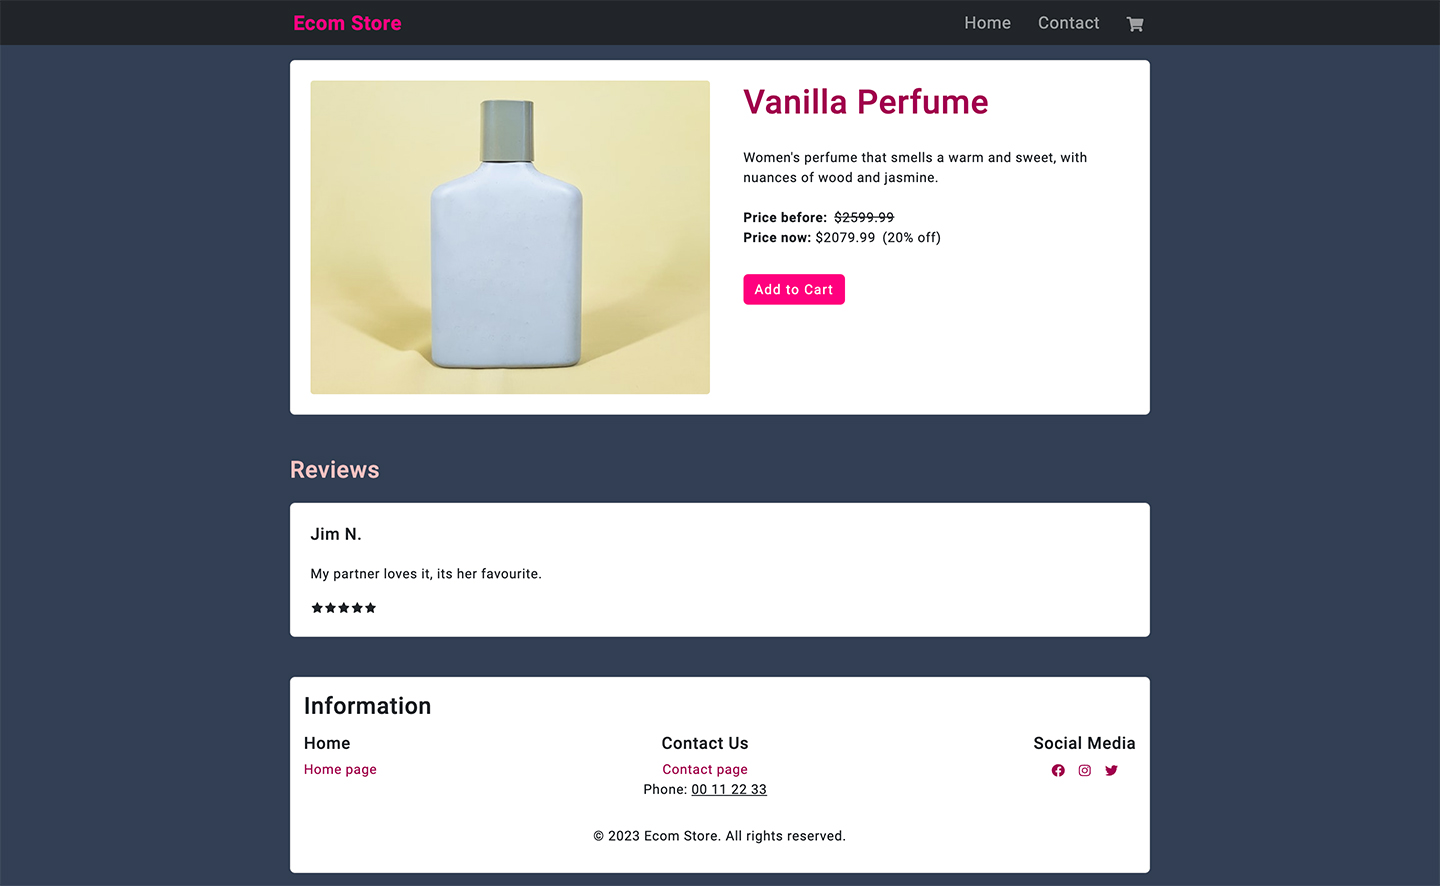 Ecom Store
Home
Contact
Vanilla Perfume
Women's perfume that smells a warm and sweet, with
nuances of wood and jasmine.
Price before: $2599.99
Price now: $2079.99 (20% off)
Add to Cart
Reviews
Jim N.
My partner loves it, its her favourite.
Information
Home
Home page
Contact Us
Contact page
Phone: 00 11 22 33
Social Media
© 2023 Ecom Store. All rights reserved.